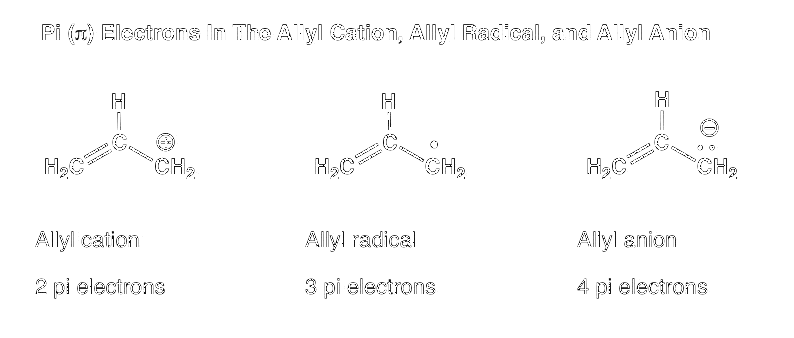 Pi (π) Electrons In The Allyl Cation, Allyl Radical, and Allyl Anion
H H H
C ⊕ C · C ⊖ ··
H₂C CH₂ H₂C CH₂ H₂C CH₂
Allyl cation Allyl radical Allyl anion
2 pi electrons 3 pi electrons 4 pi electrons